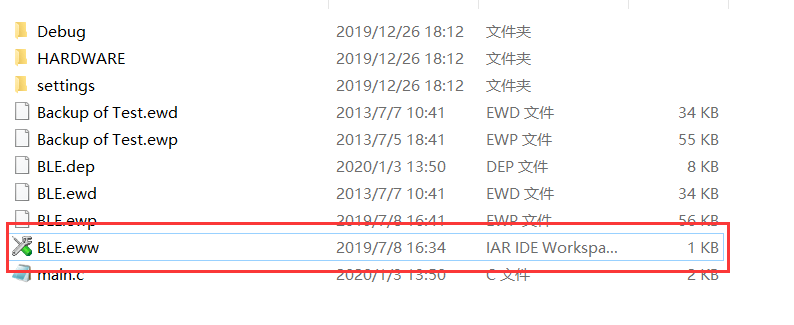 Debug 2019/12/26 18:12 文件夹
HARDWARE 2019/12/26 18:12 文件夹
settings 2019/12/26 18:12 文件夹
Backup of Test.ewd 2013/7/7 10:41 EWD 文件 34 KB
Backup of Test.ewp 2013/7/5 18:41 EWP 文件 55 KB
BLE.dep 2020/1/3 13:50 DEP 文件 8 KB
BLE.ewd 2013/7/7 10:41 EWD 文件 34 KB
BLE.ewp 2019/7/8 16:41 EWP 文件 56 KB
BLE.eww 2019/7/8 16:34 IAR IDE Workspa... 1 KB
main.c 2020/1/3 13:50 C 文件 2 KB